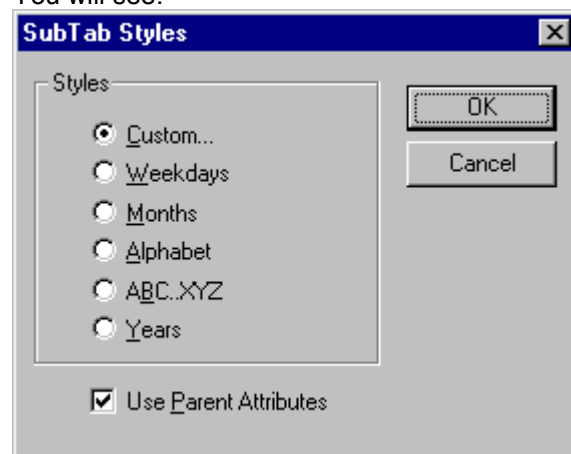 You will see:
SubTab Styles
Styles
OK
Custom...
Cancel
Weekdays
Months
Alphabet
ABC..XYZ
Years
Use Parent Attributes